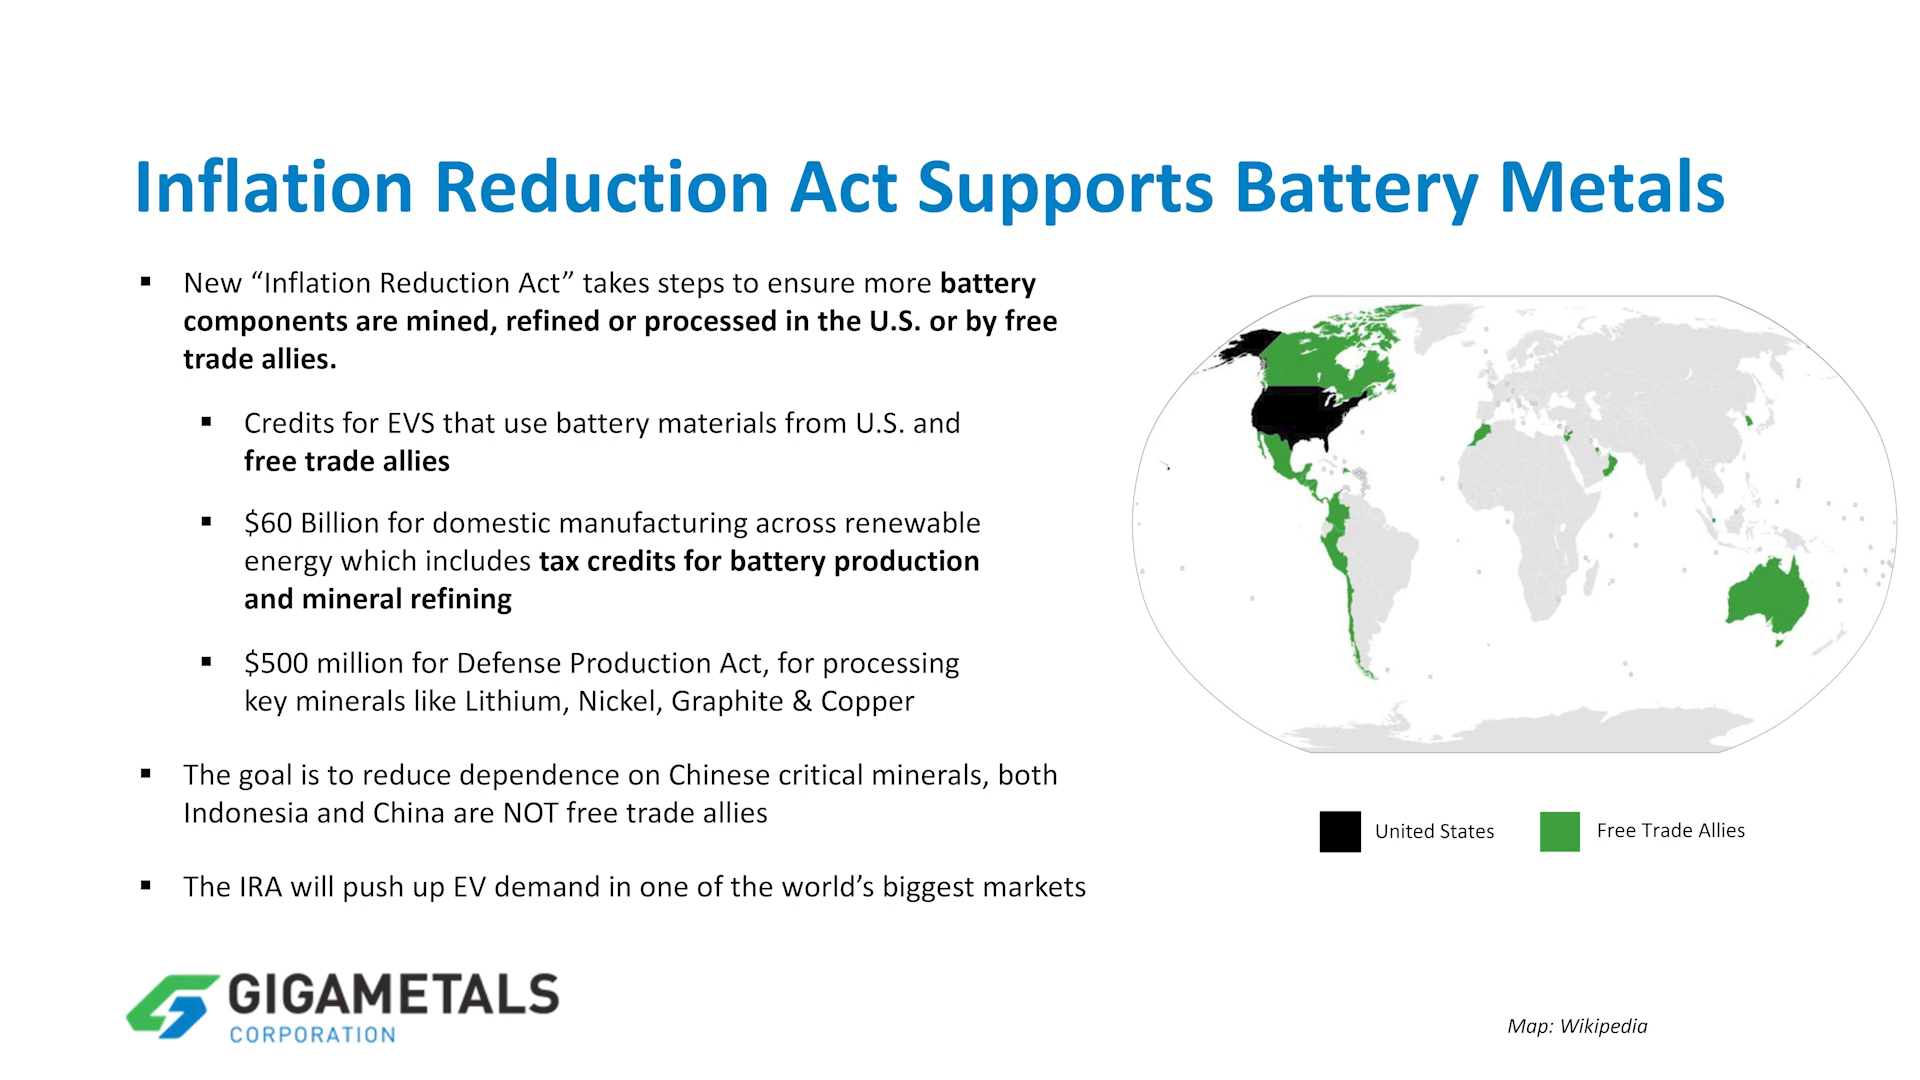 Inflation Reduction Act Supports Battery Metals
▪ New “Inflation Reduction Act” takes steps to ensure more battery
components are mined, refined or processed in the U.S. or by free
trade allies.
▪ Credits for EVS that use battery materials from U.S. and
free trade allies
▪ $60 Billion for domestic manufacturing across renewable
energy which includes tax credits for battery production
and mineral refining
▪ $500 million for Defense Production Act, for processing
key minerals like Lithium, Nickel, Graphite & Copper
▪ The goal is to reduce dependence on Chinese critical minerals, both
Indonesia and China are NOT free trade allies
▪ The IRA will push up EV demand in one of the world’s biggest markets
United States
Free Trade Allies
GIGAMETALS
CORPORATION
Map: Wikipedia